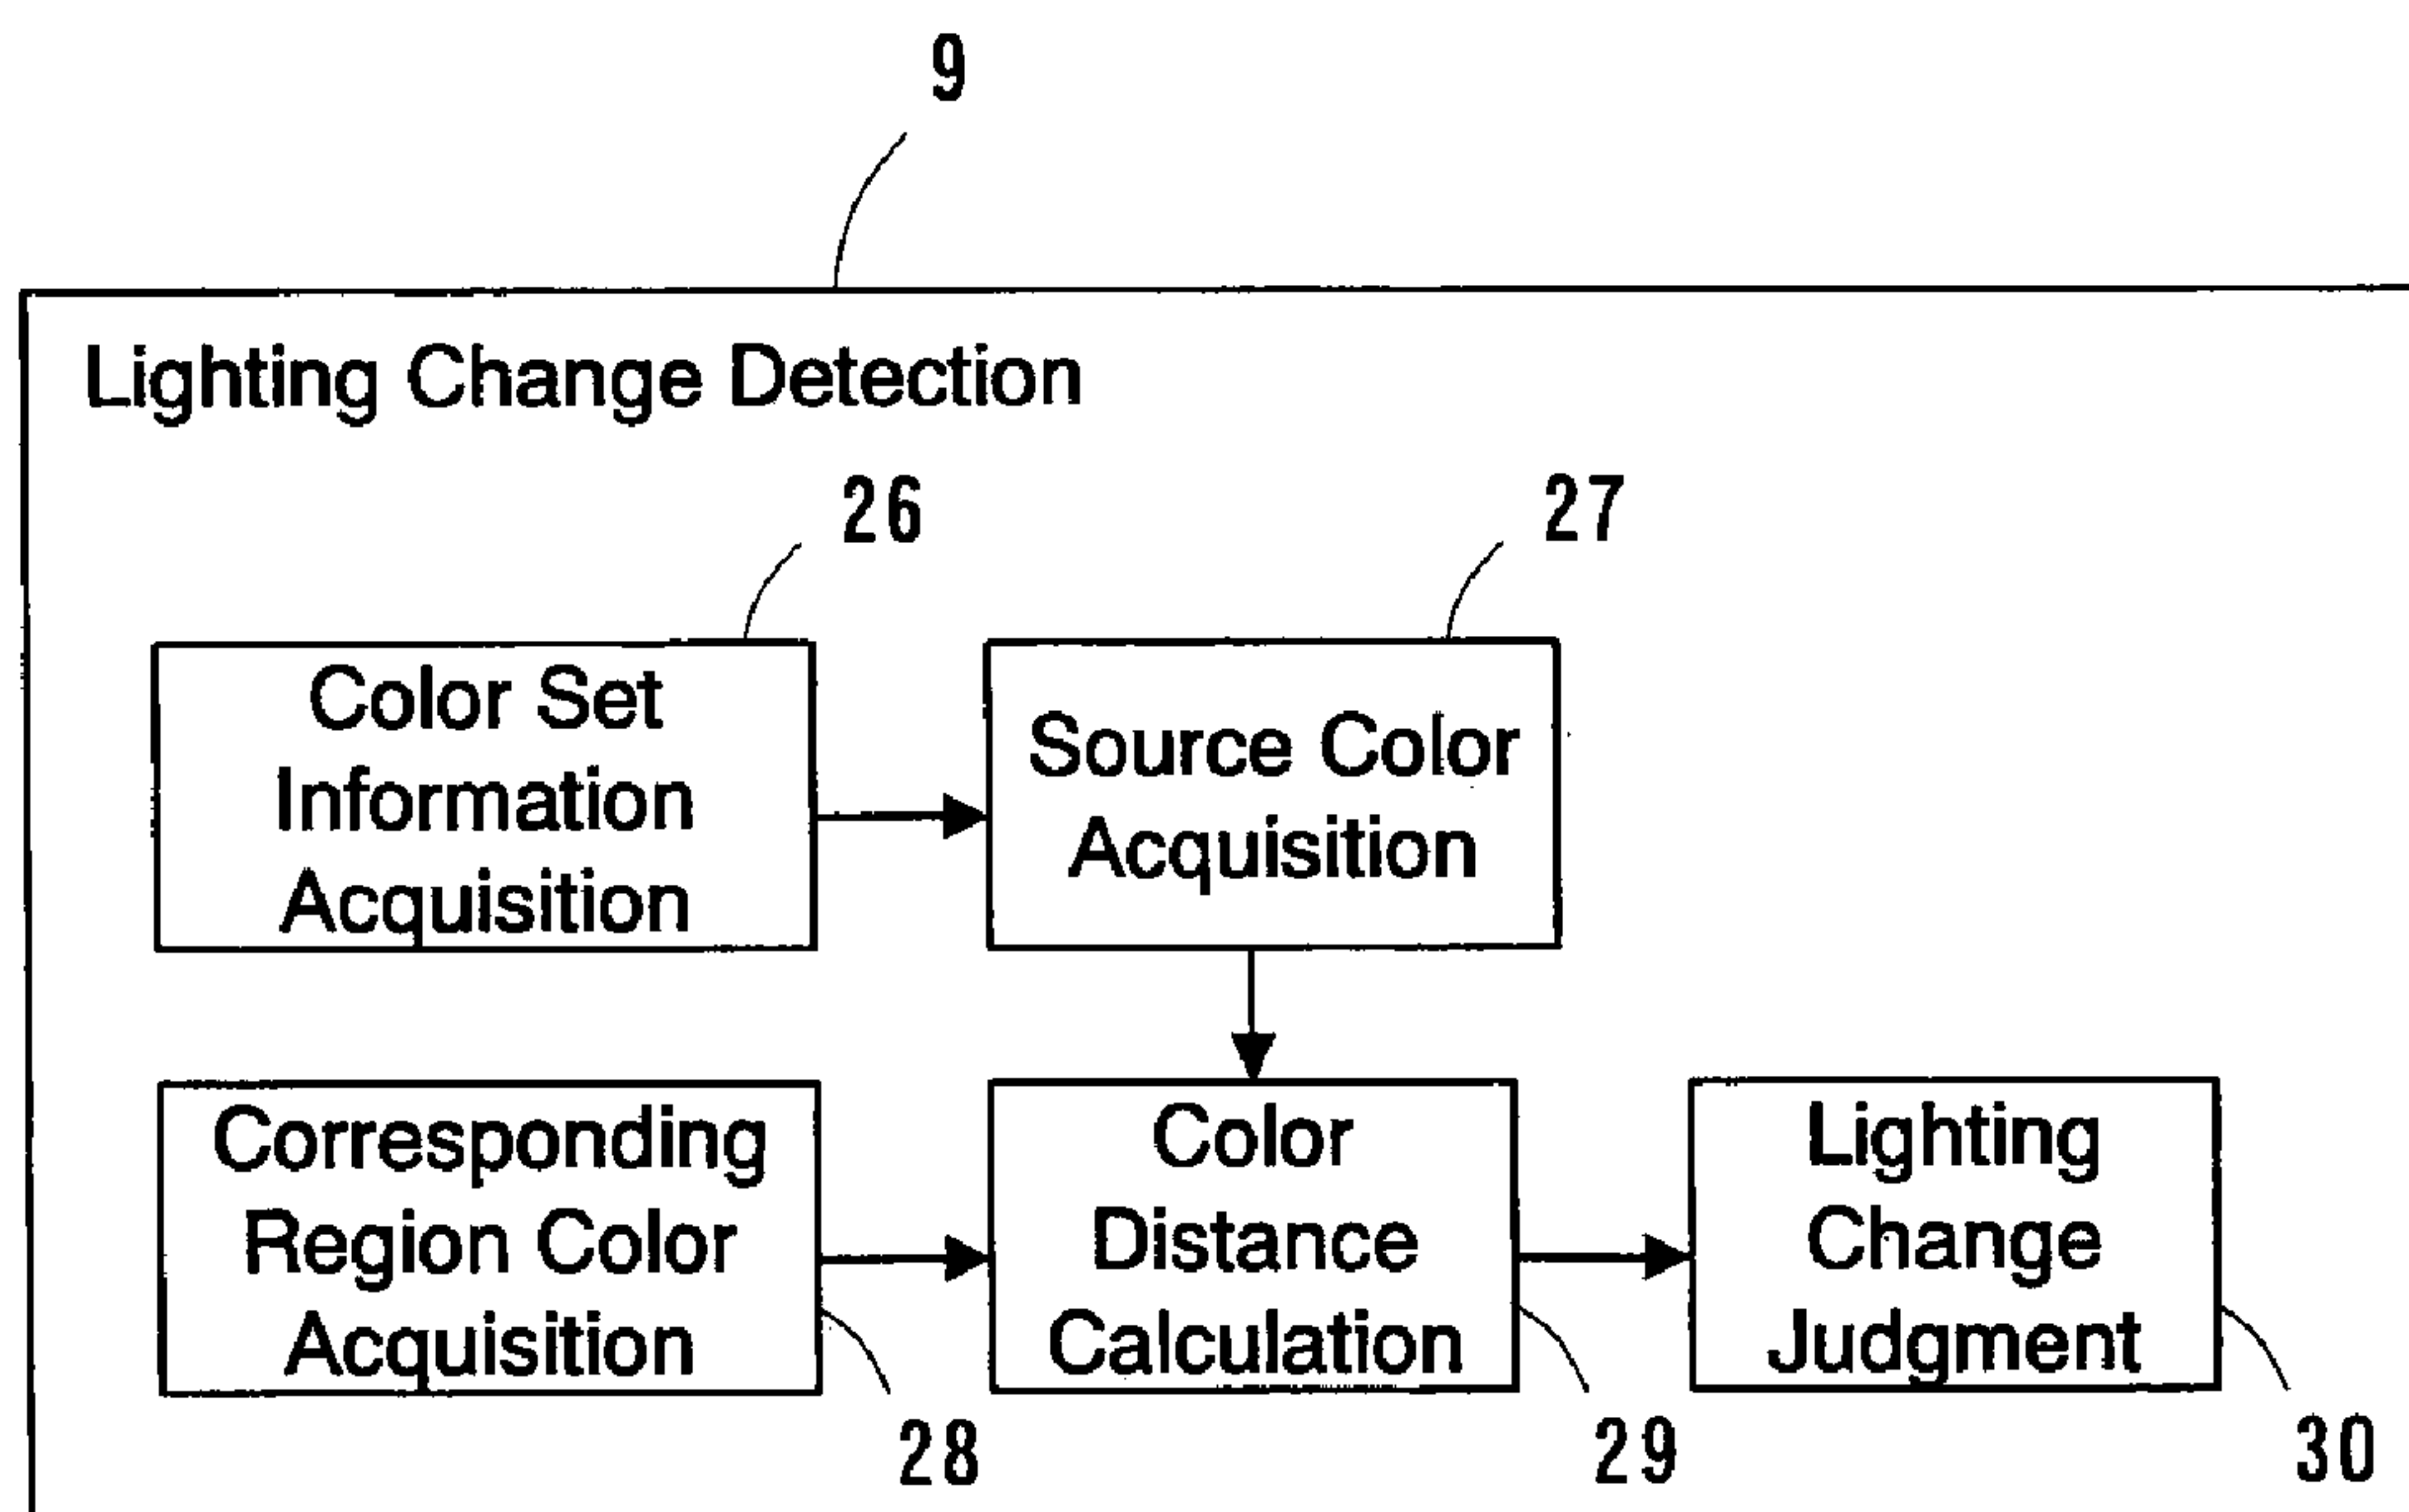 9
Lighting Change Detection
26
27
Color Set
Information
Acquisition
Source Color
Acquisition
Corresponding
Region Color
Acquisition
Color
Distance
Calculation
Lighting
Change
Judgment
28
29
30